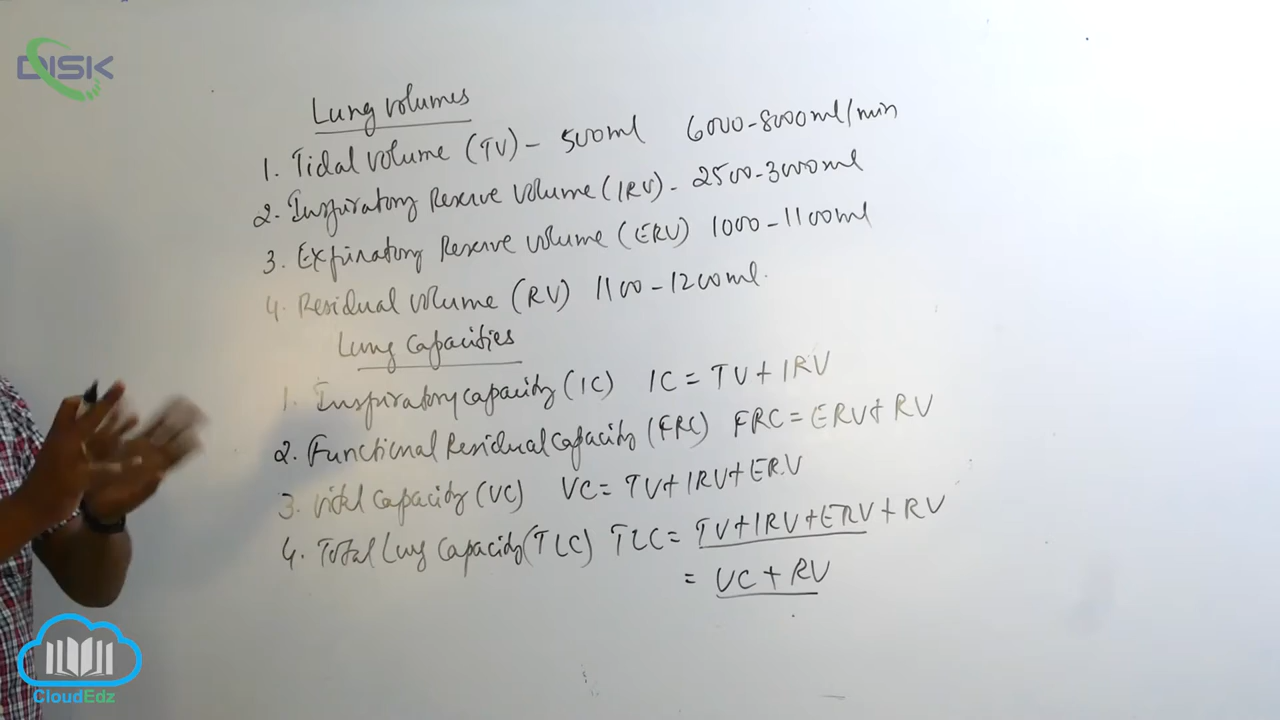 DISK
Lung volumes
1. Tidal volume (TV) - 500ml 6000-8000ml/min
2. Inspiratory Reserve volume (IRV) - 2500-3000ml
3. Expiratory Reserve volume (ERV) 1000-1100ml
4. Residual volume (RV) 1100-1200ml.
Lung Capacities
1. Inspiratory capacity (IC) IC = TV + IRV
2. Functional Residual Capacity (FRC) FRC = ERV + RV
3. Vital Capacity (VC) VC = TV + IRV + ERV
4. Total Lung Capacity (TLC) TLC = TV + IRV + ERV + RV
= VC + RV
CloudEdz